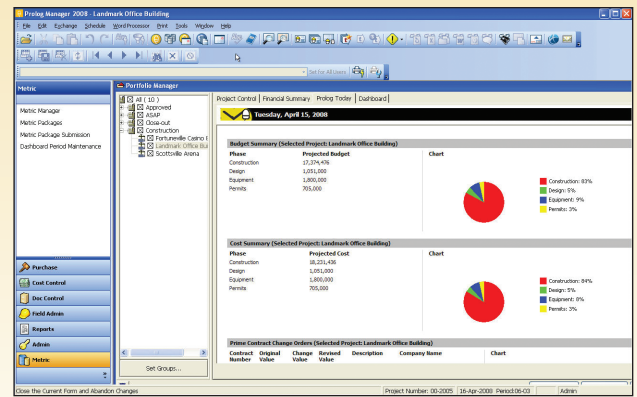 Prolog Manager 2008 - Landmark Office Building
File Edit Exchange Schedule Word Processor Print Tools Window Help
Set for All Users
Metric
Metric Manager
Metric Packages
Metric Package Submission
Dashboard Period Maintenance
Purchase
Cost Control
Doc Control
Field Admin
Reports
Admin
Metric
Portfolio Manager
All ( 10 )
Approved
ASAP
Close-out
Construction
Fortuneville Casino
Landmark Office Bui
Scottsville Arena
Set Groups...
Project Control Financial Summary Prolog Today Dashboard
Tuesday, April 15, 2008
Budget Summary (Selected Project: Landmark Office Building)
Phase Projected Budget Chart
Construction 17,374,476
Design 1,051,000
Equipment 1,800,000
Permits 705,000
Construction: 83%
Design: 5%
Equipment: 9%
Permits: 3%
Cost Summary (Selected Project: Landmark Office Building)
Phase Projected Cost Chart
Construction 18,231,436
Design 1,051,000
Equipment 1,800,000
Permits 705,000
Construction: 84%
Design: 5%
Equipment: 8%
Permits: 3%
Prime Contract Change Orders (Selected Project: Landmark Office Building)
Contract Original Change Revised Description Company Name Chart
Number Value Value Value
Close the Current Form and Abandon Changes
Project Number: 00-2005 16-Apr-2008 Period:06-03 Admin